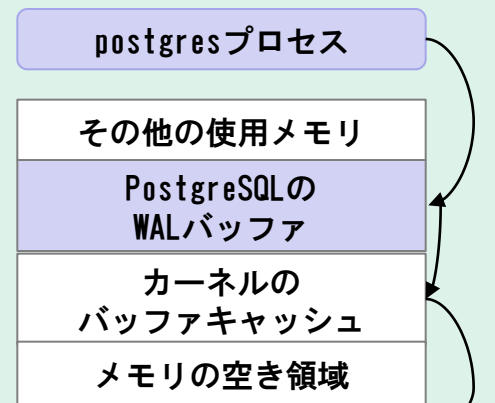 postgresプロセス
その他の使用メモリ
PostgreSQLの
WALバッファ
カーネルの
バッファキャッシュ
メモリの空き領域